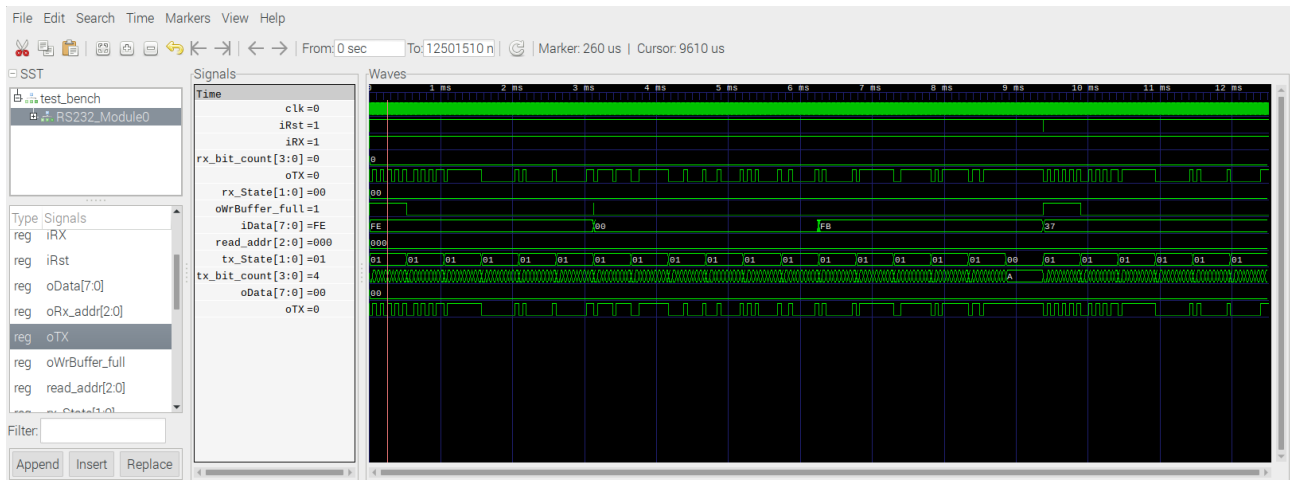 File Edit Search Time Markers View Help
From: 0 sec To: 12501510 n Marker: 260 us | Cursor: 9610 us
SST
test_bench
RS232_Module0
Type Signals
reg iRX
reg iRst
reg oData[7:0]
reg oRx_addr[2:0]
reg oTX
reg oWrBuffer_full
reg read_addr[2:0]
Filter:
Append Insert Replace
Signals
Time
clk=0
iRst=1
iRX=1
rx_bit_count[3:0]=0
oTX=0
rx_State[1:0]=00
oWrBuffer_full=1
iData[7:0]=FE
read_addr[2:0]=000
tx_State[1:0]=01
tx_bit_count[3:0]=4
oData[7:0]=00
oTX=0
Waves
1 ms 2 ms 3 ms 4 ms 5 ms 6 ms 7 ms 8 ms 9 ms 10 ms 11 ms 12 ms
0
00
FE 00 FB 37
000
01 01 01 01 01 01 01 01 01 01 01 01 01 01 01 01 01 00 01 01 01 01 01 01
A
00